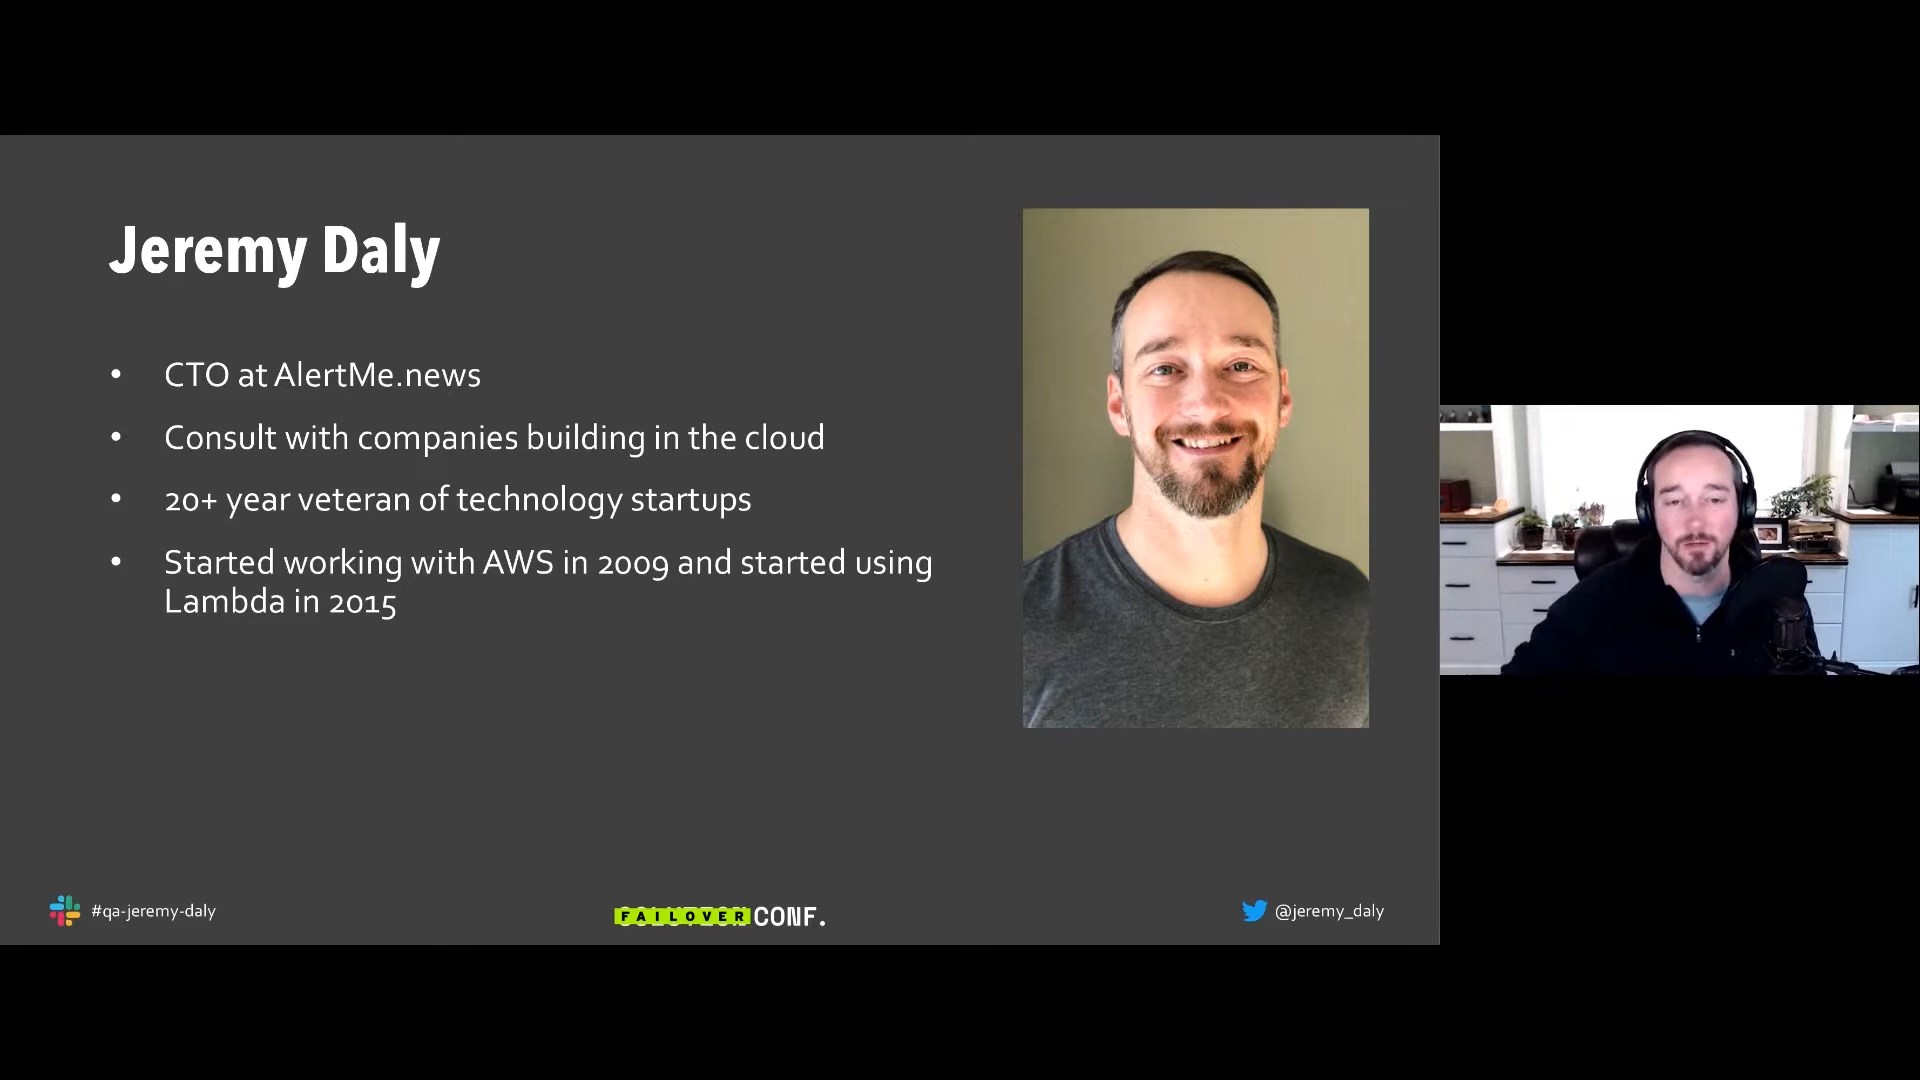 Jeremy Daly
• CTO at AlertMe.news
• Consult with companies building in the cloud
• 20+ year veteran of technology startups
• Started working with AWS in 2009 and started using
Lambda in 2015
#qa-jeremy-daly
FAILOVER CONF.
@jeremy_daly